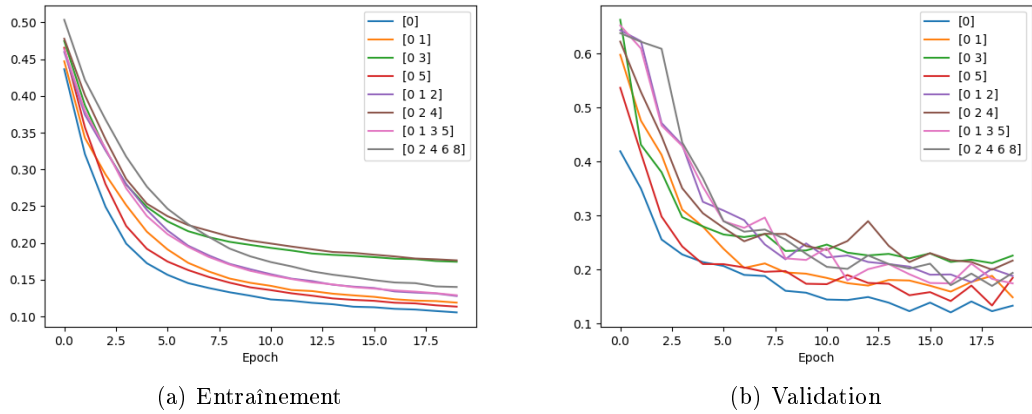 0.50
0.45
0.40
0.35
0.30
0.25
0.20
0.15
0.10
0.0 2.5 5.0 7.5 10.0 12.5 15.0 17.5
Epoch
[0]
[0 1]
[0 3]
[0 5]
[0 1 2]
[0 2 4]
[0 1 3 5]
[0 2 4 6 8]
(a) Entraînement
0.6
0.5
0.4
0.3
0.2
0.1
0.0 2.5 5.0 7.5 10.0 12.5 15.0 17.5
Epoch
[0]
[0 1]
[0 3]
[0 5]
[0 1 2]
[0 2 4]
[0 1 3 5]
[0 2 4 6 8]
(b) Validation